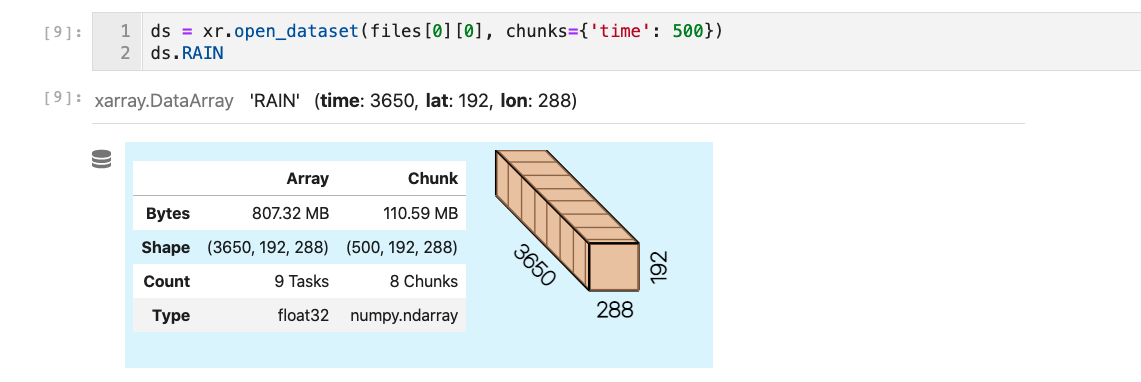 [9]:
1 ds = xr.open_dataset(files[0][0], chunks={'time': 500})
2 ds.RAIN
[9]: xarray.DataArray 'RAIN' (time: 3650, lat: 192, lon: 288)
Array Chunk
Bytes 807.32 MB 110.59 MB
Shape (3650, 192, 288) (500, 192, 288)
Count 9 Tasks 8 Chunks
Type float32 numpy.ndarray
3650
192
288